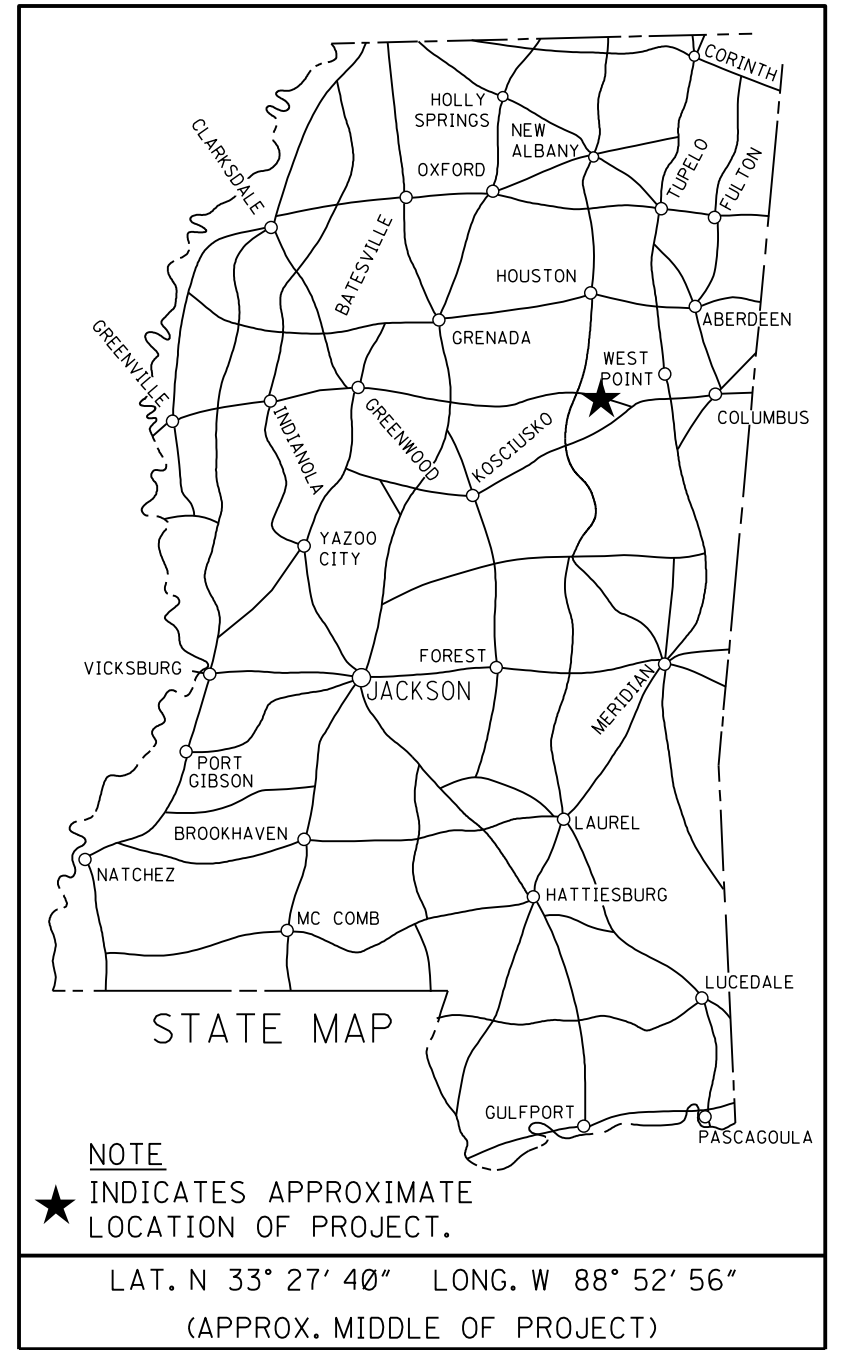 CORINTH
HOLLY
SPRINGS
NEW
ALBANY
CLARKSDALE
OXFORD
TUPELO
FULTON
BATESVILLE
HOUSTON
ABERDEEN
GRENADA
GREENVILLE
WEST
POINT
COLUMBUS
INDIANOLA
GREENWOOD
KOSCIUSKO
YAZOO
CITY
VICKSBURG
FOREST
JACKSON
MERIDIAN
PORT
GIBSON
BROOKHAVEN
LAUREL
NATCHEZ
HATTIESBURG
MC COMB
LUCEDALE
STATE MAP
GULFPORT
PASCAGOULA
NOTE
INDICATES APPROXIMATE
LOCATION OF PROJECT.
LAT. N 33° 27' 40" LONG. W 88° 52' 56"
(APPROX. MIDDLE OF PROJECT)